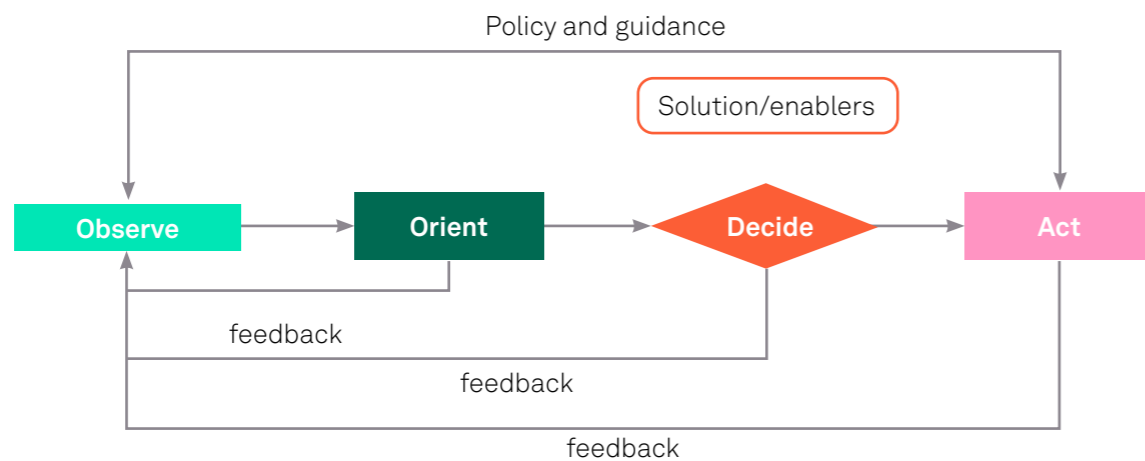 Policy and guidance
Solution/enablers
Observe
Orient
Decide
Act
feedback
feedback
feedback